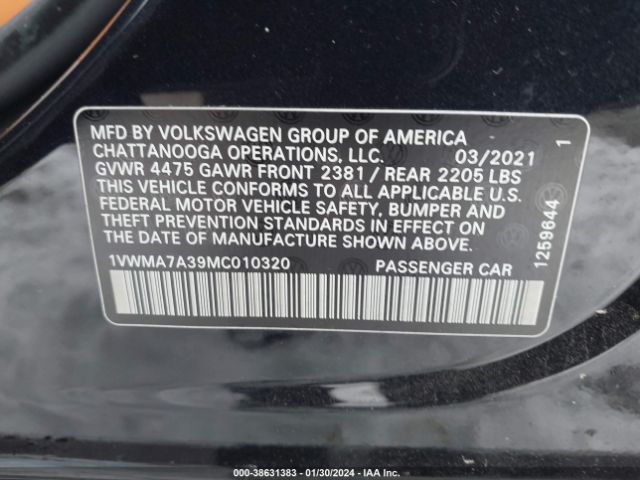 MFD BY VOLKSWAGEN GROUP OF AMERICA
CHATTANOOGA OPERATIONS, LLC. 03/2021
GVWR 4475 GAWR FRONT 2381 / REAR 2205 LBS
THIS VEHICLE CONFORMS TO ALL APPLICABLE U.S.
FEDERAL MOTOR VEHICLE SAFETY, BUMPER AND
THEFT PREVENTION STANDARDS IN EFFECT ON THE
DATE OF MANUFACTURE SHOWN ABOVE.
1VWMA7A39MC010320 PASSENGER CAR
1259644 1
000-38631383 - 01/30/2024 - IAA Inc.